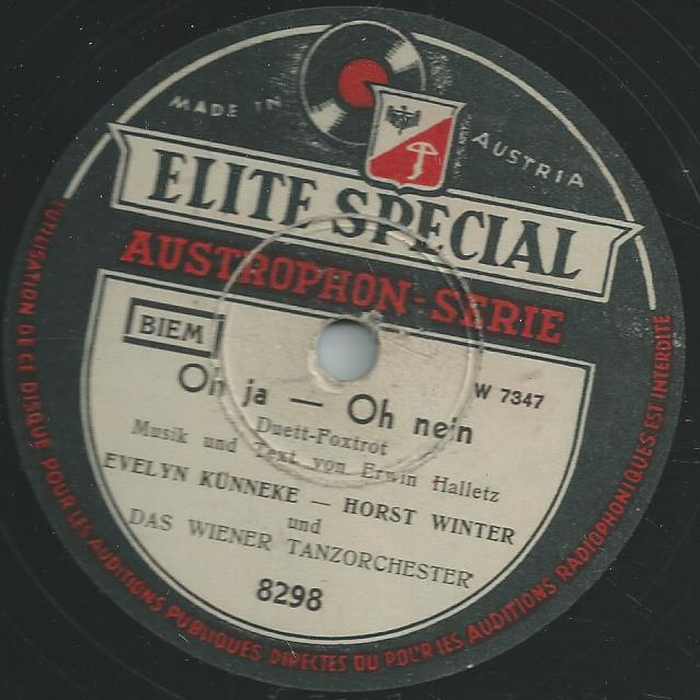 MADE IN AUSTRIA
ELITE SPECIAL
AUSTROPHON-SERIE
BIEM
W 7347
Oh ja — Oh nein
Duett-Foxtrot
Musik und Text von Erwin Halletz
EVELYN KÜNNEKE — HORST WINTER
und
DAS WIENER TANZORCHESTER
8298
L'UTILISATION DE CE DISQUE POUR LES AUDITIONS PUBLIQUES DIRECTES OU POUR LES AUDITIONS RADIOPHONIQUES EST INTERDITE